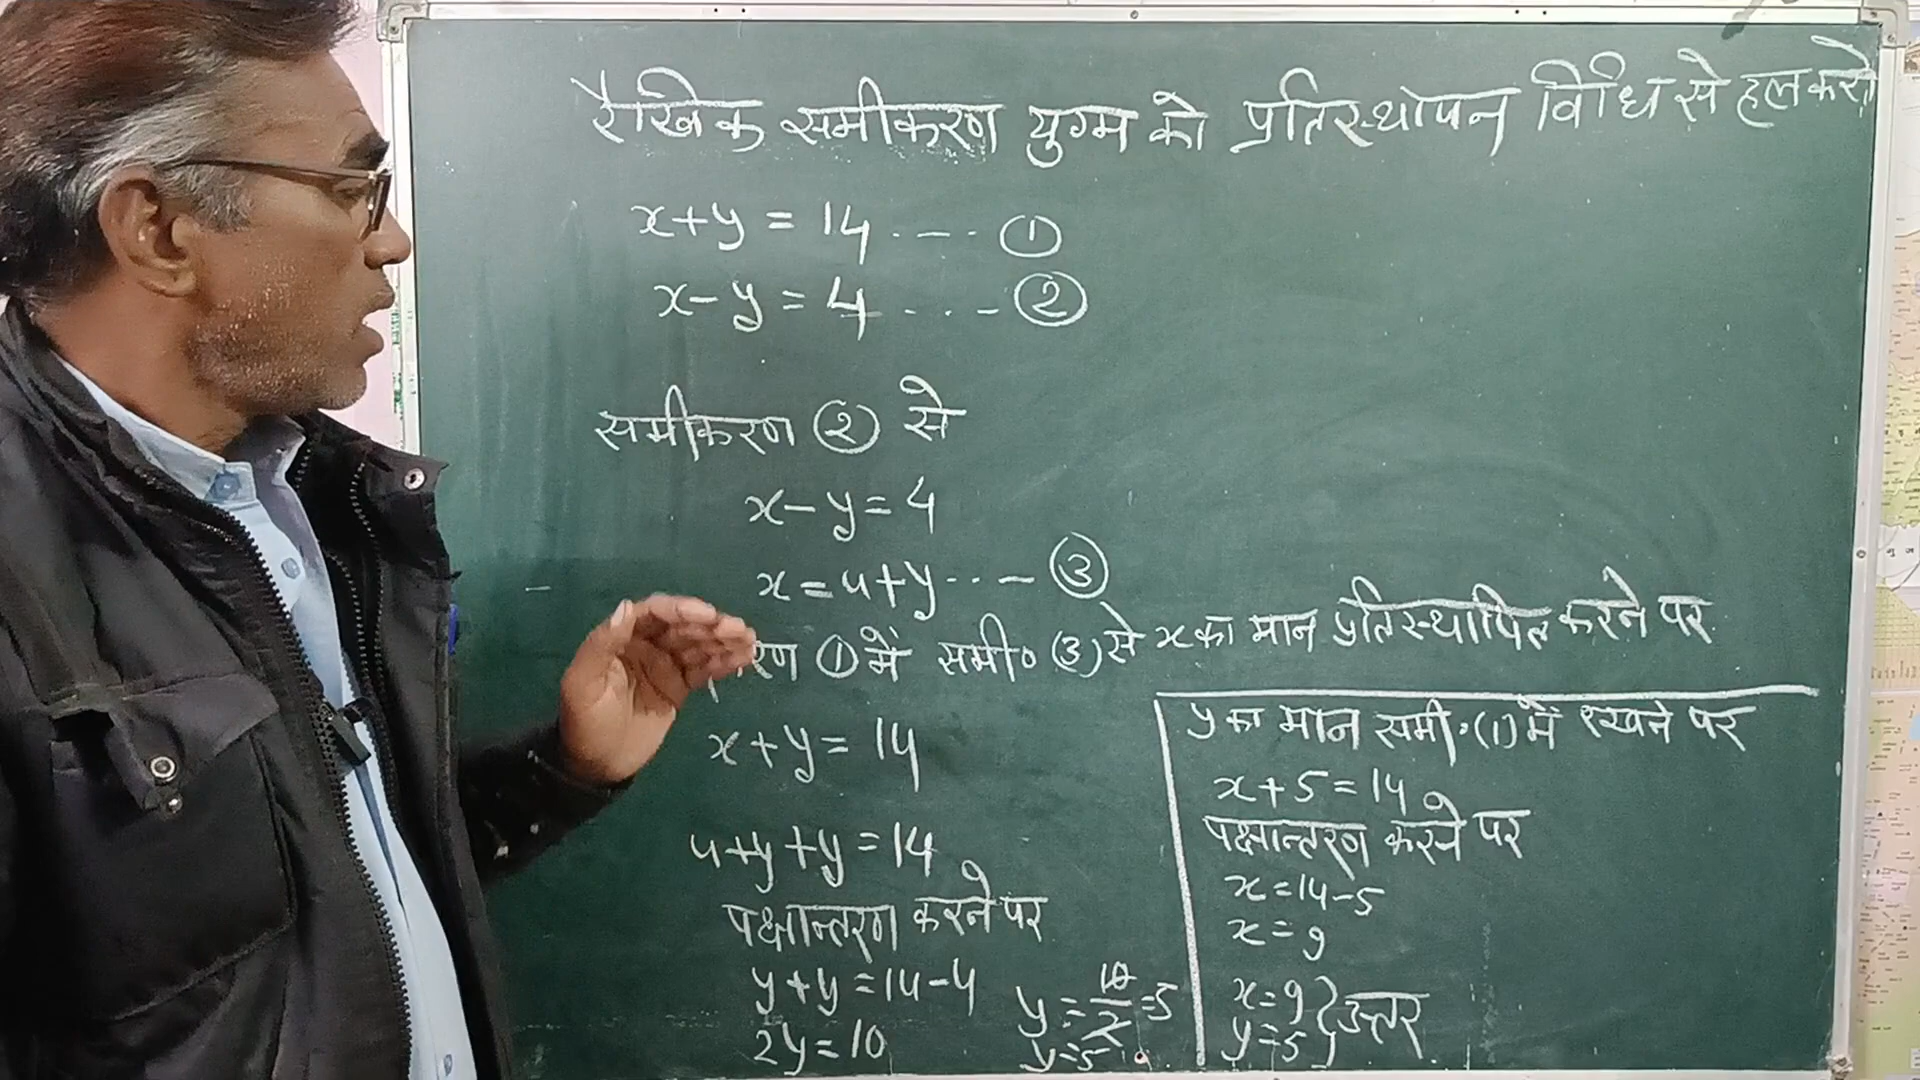 रैखिक समीकरण युग्म को प्रतिस्थापन विधि से हल करो
x+y = 14 .--- ①
x-y = 4 ...- ②
समीकरण ② से
x-y=4
x=4+y..-- ③
रण ① में समी० (3) से x का मान प्रतिस्थापित करने पर
x+y=14
4+y+y=14
पक्षान्तरण करने पर
y+y=14-4
2y=10
y=10/2=5
y=5
y का मान समी.(1) में रखने पर
x+5=14
पक्षान्तरण करने पर
x=14-5
x=9
x=9
y=5 } उत्तर